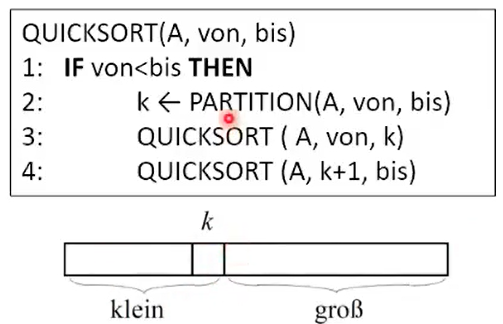 QUICKSORT(A, von, bis)
1: IF von<bis THEN
2: k ← PARTITION(A, von, bis)
3: QUICKSORT ( A, von, k)
4: QUICKSORT (A, k+1, bis)
k
klein groß